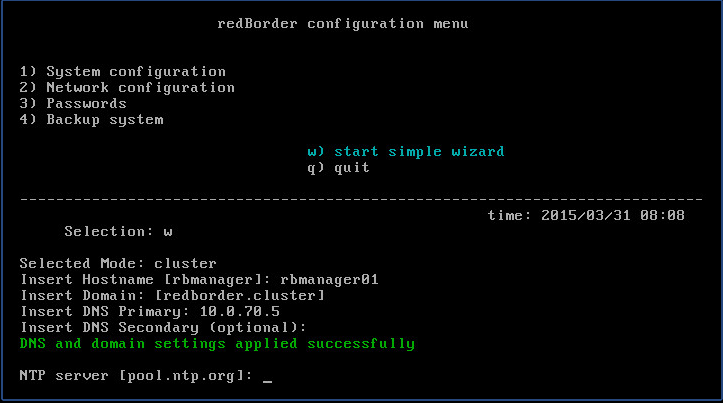 redBorder configuration menu
1) System configuration
2) Network configuration
3) Passwords
4) Backup system
w) start simple wizard
q) quit
--------------------------------------------------------------------------------
time: 2015/03/31 08:08
Selection: w
Selected Mode: cluster
Insert Hostname [rbmanager]: rbmanager01
Insert Domain: [redborder.cluster]
Insert DNS Primary: 10.0.70.5
Insert DNS Secondary (optional):
DNS and domain settings applied successfully
NTP server [pool.ntp.org]: _